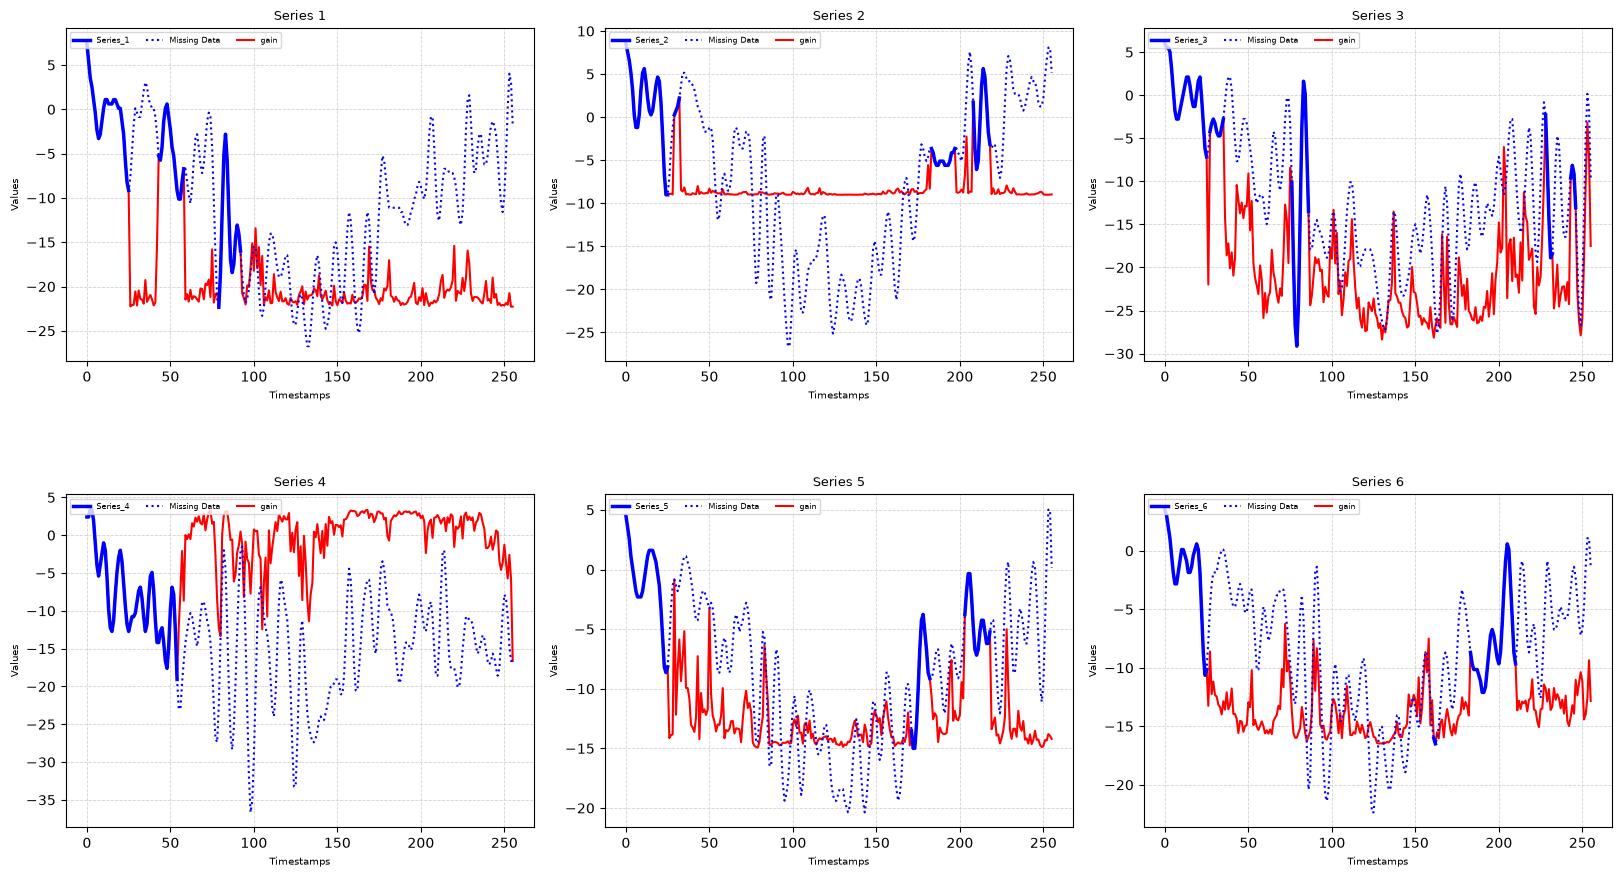 Series 1
Series_1 Missing Data gain
5
0
−5
−10
−15
−20
−25
Values
0 50 100 150 200 250
Timestamps
Series 2
Series_2 Missing Data gain
10
5
0
−5
−10
−15
−20
−25
Values
0 50 100 150 200 250
Timestamps
Series 3
Series_3 Missing Data gain
5
0
−5
−10
−15
−20
−25
−30
Values
0 50 100 150 200 250
Timestamps
Series 4
Series_4 Missing Data gain
5
0
−5
−10
−15
−20
−25
−30
−35
Values
0 50 100 150 200 250
Timestamps
Series 5
Series_5 Missing Data gain
5
0
−5
−10
−15
−20
Values
0 50 100 150 200 250
Timestamps
Series 6
Series_6 Missing Data gain
0
−5
−10
−15
−20
Values
0 50 100 150 200 250
Timestamps